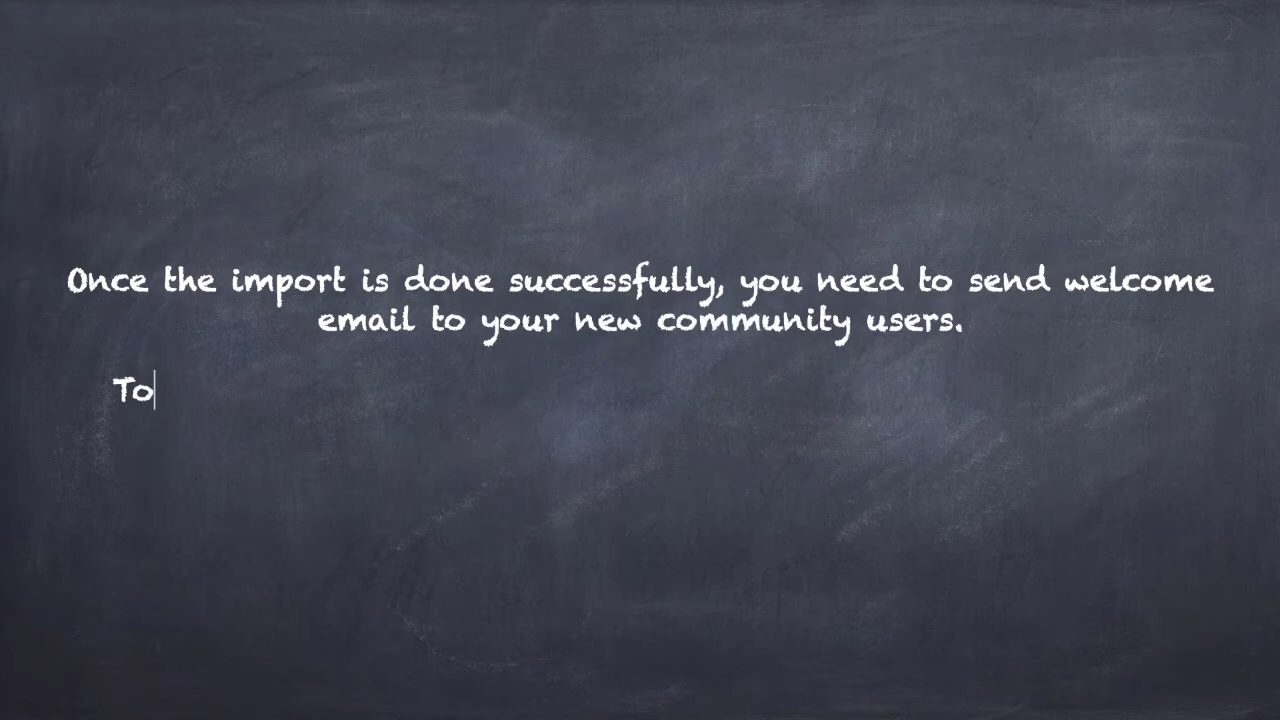 Once the import is done successfully, you need to send welcome
email to your new community users.
To